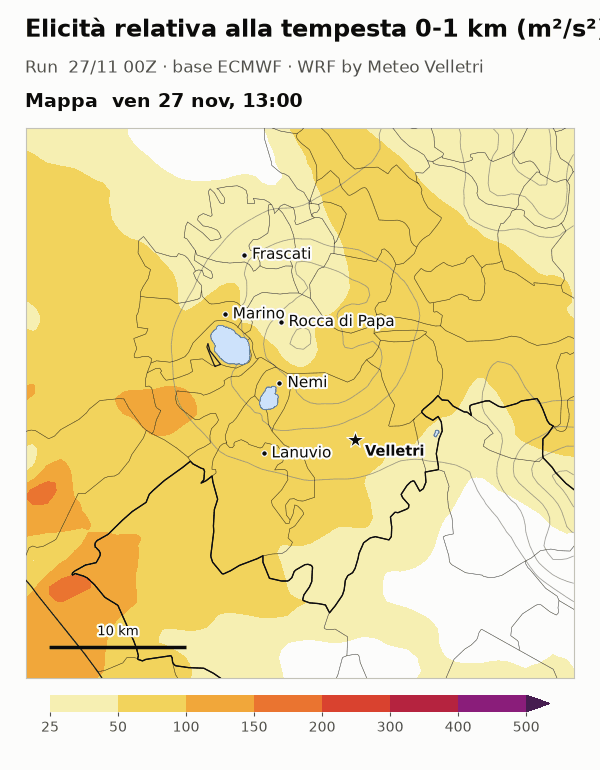 Elicità relativa alla tempesta 0-1 km (m²/s²)
Run 27/11 00Z · base ECMWF · WRF by Meteo Velletri
Mappa ven 27 nov, 13:00
Frascati
Marino
Rocca di Papa
Nemi
Velletri
Lanuvio
10 km
25 50 100 150 200 300 400 500